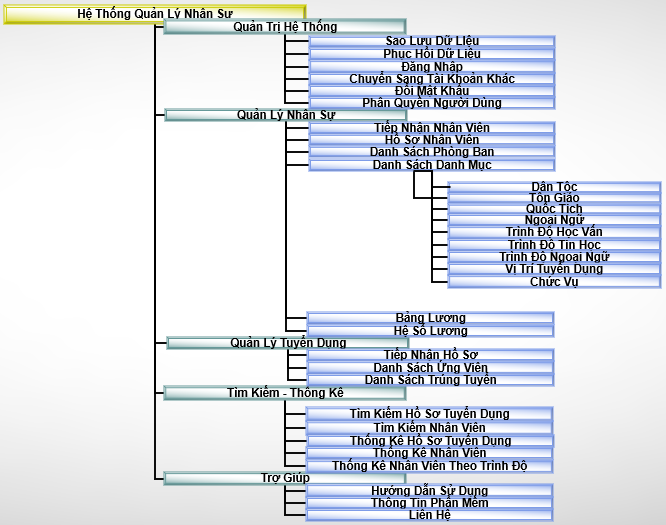 Hệ Thống Quản Lý Nhân Sự
Quản Trị Hệ Thống
Sao Lưu Dữ Liệu
Phục Hồi Dữ Liệu
Đăng Nhập
Chuyển Sang Tài Khoản Khác
Đổi Mật Khẩu
Phân Quyền Người Dùng
Quản Lý Nhân Sự
Tiếp Nhận Nhân Viên
Hồ Sơ Nhân Viên
Danh Sách Phòng Ban
Danh Sách Danh Mục
Dân Tộc
Tôn Giáo
Quốc Tịch
Ngoại Ngữ
Trình Độ Học Vấn
Trình Độ Tin Học
Trình Độ Ngoại Ngữ
Vị Trí Tuyển Dụng
Chức Vụ
Bảng Lương
Hệ Số Lương
Quản Lý Tuyển Dụng
Tiếp Nhận Hồ Sơ
Danh Sách Ứng Viên
Danh Sách Trúng Tuyển
Tìm Kiếm - Thống Kê
Tìm Kiếm Hồ Sơ Tuyển Dụng
Tìm Kiếm Nhân Viên
Thống Kê Hồ Sơ Tuyển Dụng
Thống Kê Nhân Viên
Thống Kê Nhân Viên Theo Trình Độ
Trợ Giúp
Hướng Dẫn Sử Dụng
Thông Tin Phần Mềm
Liên Hệ